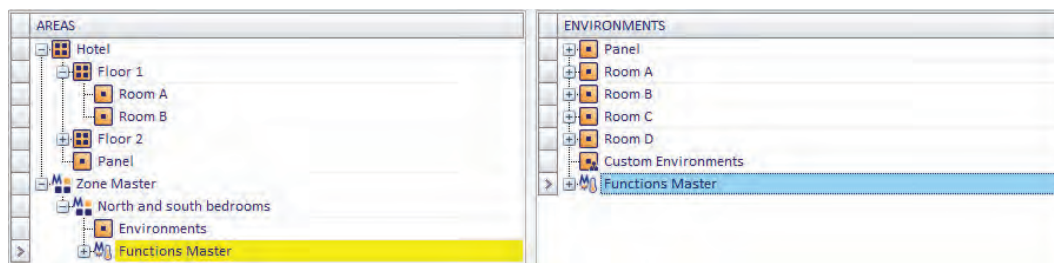 AREAS
Hotel
Floor 1
Room A
Room B
Floor 2
Panel
Zone Master
North and south bedrooms
Environments
Functions Master
ENVIRONMENTS
Panel
Room A
Room B
Room C
Room D
Custom Environments
Functions Master